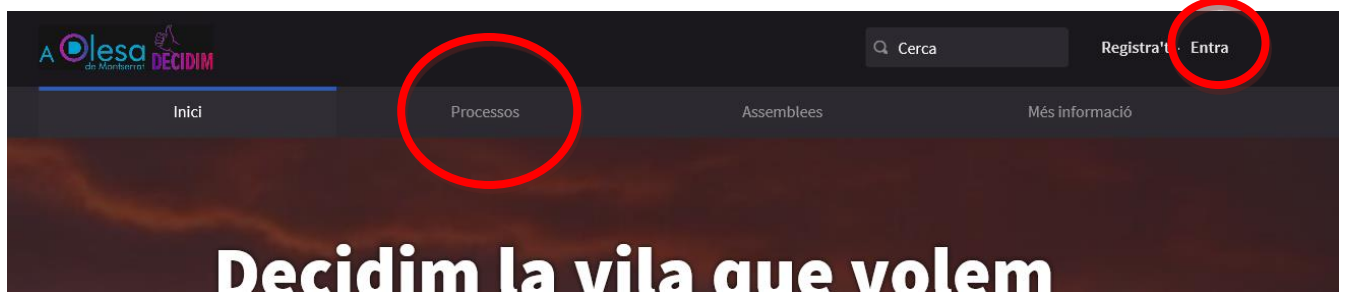 A Olesa DECIDIM
de Montserrat
Cerca
Registra't · Entra
Inici
Processos
Assemblees
Més informació
Decidim la vila que volem